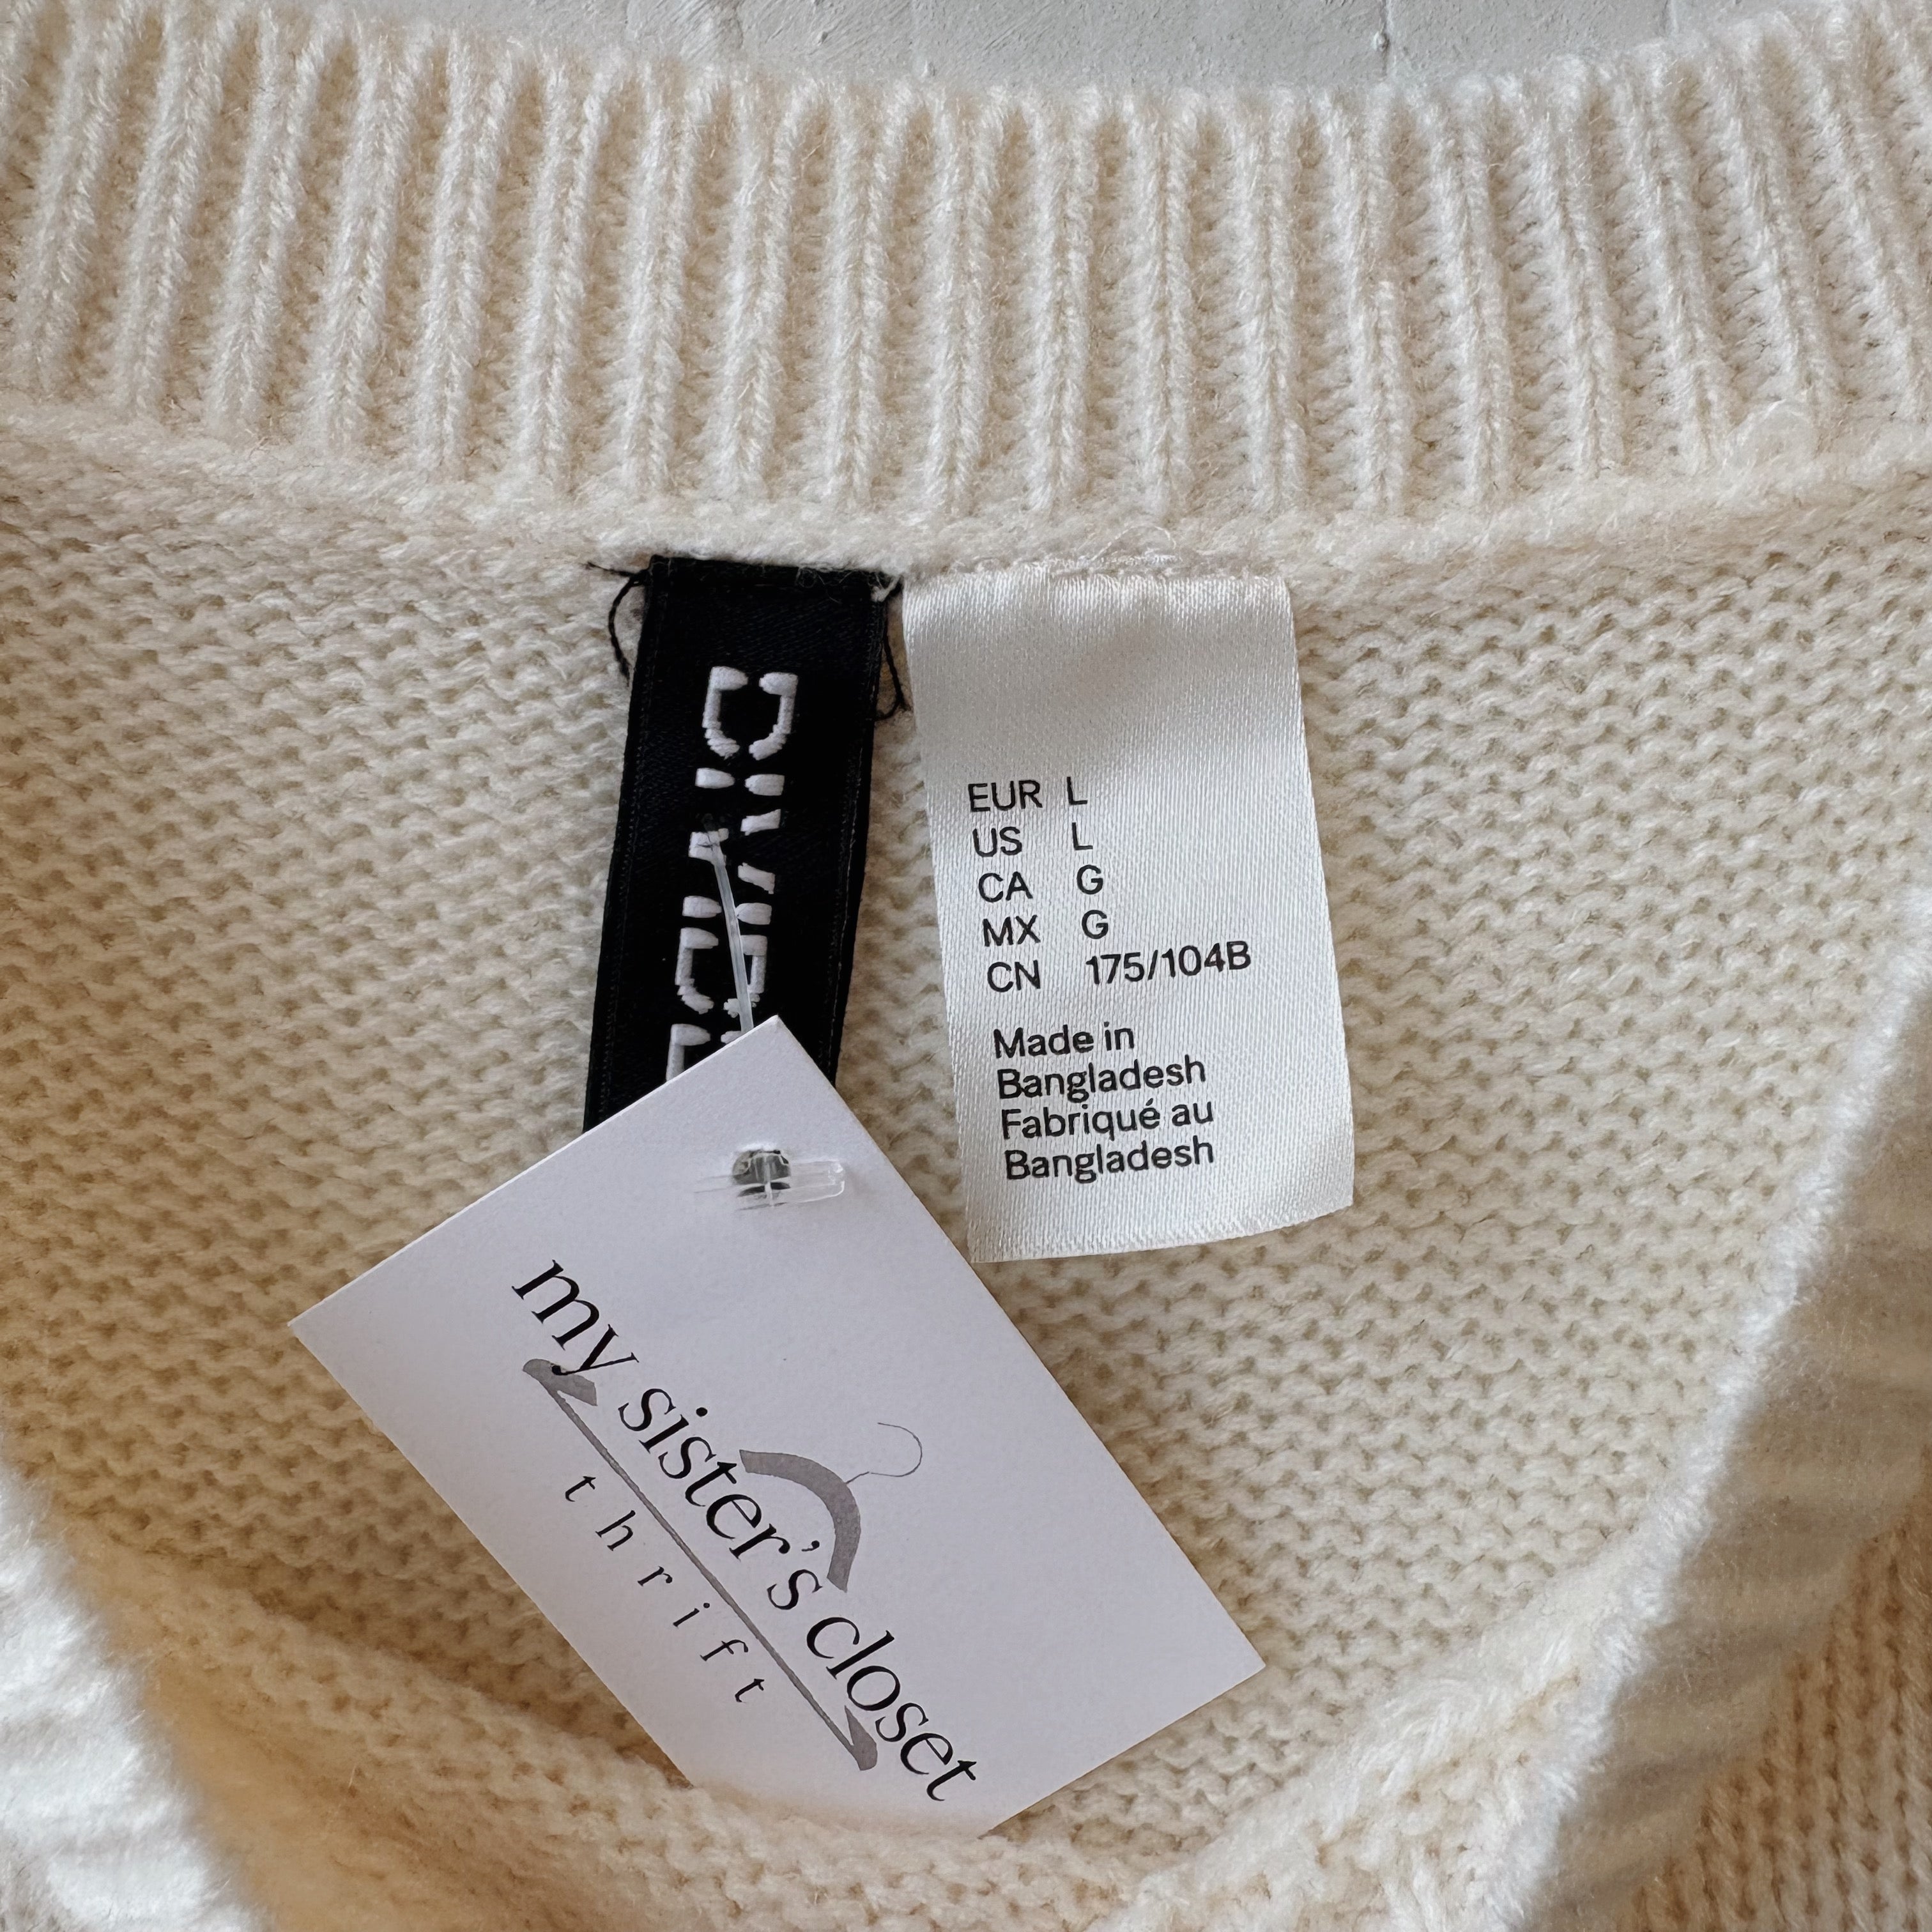 EUR L
US L
CA G
MX G
CN 175/104B
Made in
Bangladesh
Fabriqué au
Bangladesh
my sister's closet
thrift